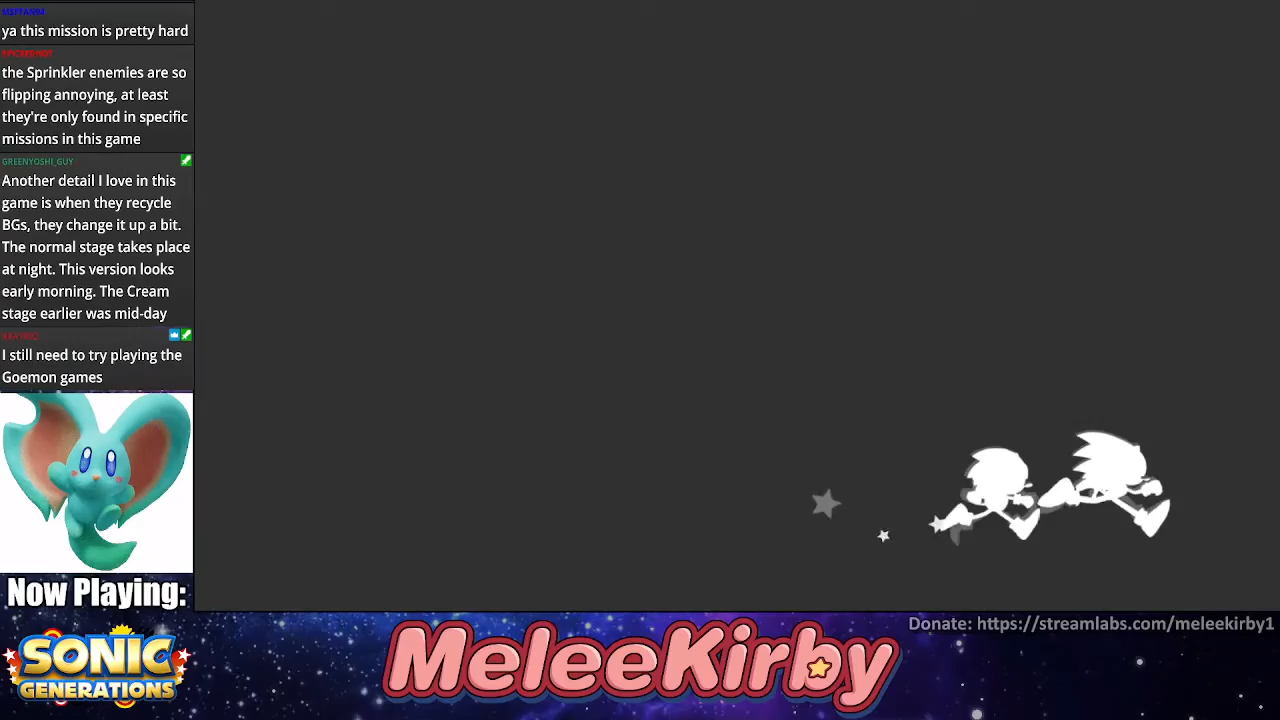 MSFFAN94
ya this mission is pretty hard
the Sprinkler enemies are so
flipping annoying, at least
they're only found in specific
missions in this game
GREENYOSHI_GUY
Another detail I love in this
game is when they recycle
BGs, they change it up a bit.
The normal stage takes place
at night. This version looks
early morning. The Cream
stage earlier was mid-day
I still need to try playing the
Goemon games
Now Playing:
SONIC
GENERATIONS
MeleeKirby
Donate: https://streamlabs.com/meleekirby1